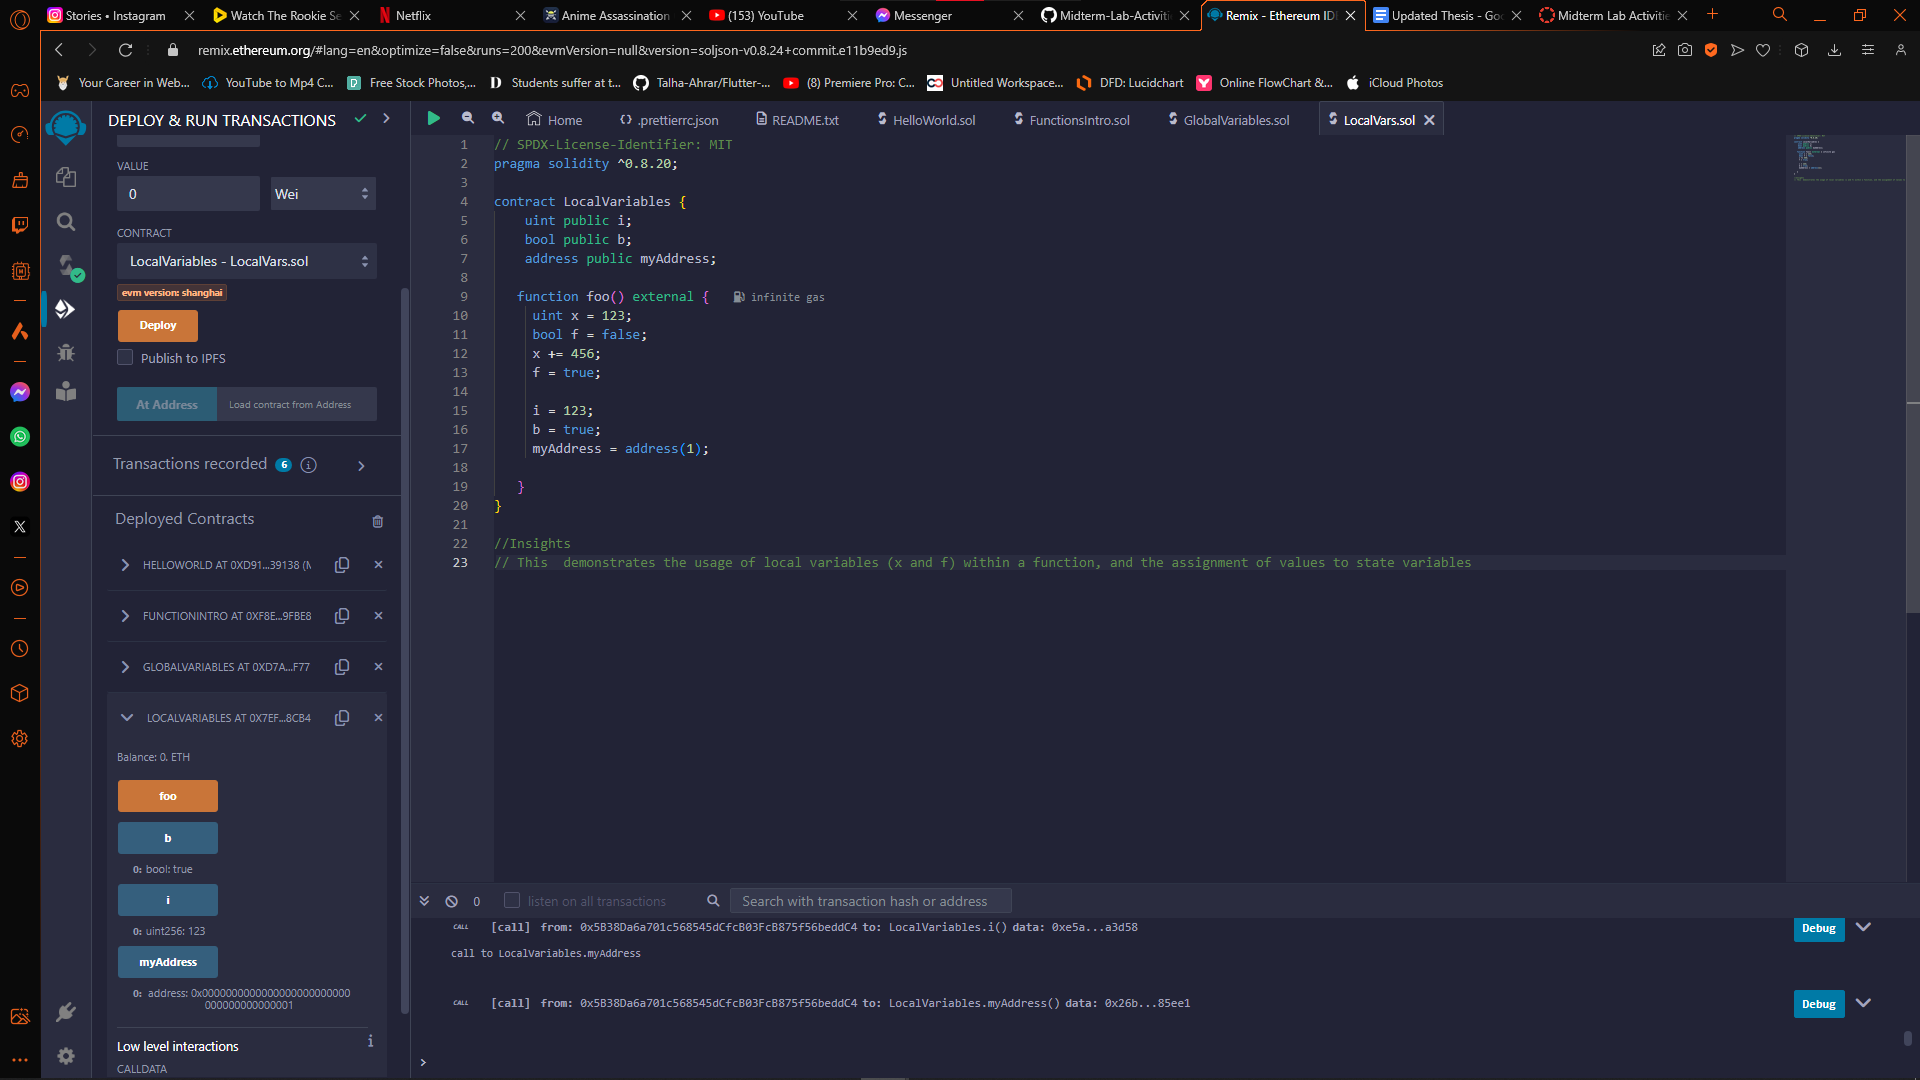 Stories • Instagram
Watch The Rookie Se
Netflix
Anime Assassination
(153) YouTube
Messenger
Midterm-Lab-Activiti
Remix - Ethereum IDE
Updated Thesis - Goo
Midterm Lab Activitie
remix.ethereum.org/#lang=en&optimize=false&runs=200&evmVersion=null&version=soljson-v0.8.24+commit.e11b9ed9.js
Your Career in Web...
YouTube to Mp4 C...
Free Stock Photos,...
Students suffer at t...
Talha-Ahrar/Flutter-...
(8) Premiere Pro: C...
Untitled Workspace...
DFD: Lucidchart
Online FlowChart &...
iCloud Photos
DEPLOY & RUN TRANSACTIONS
VALUE
0
Wei
CONTRACT
LocalVariables - LocalVars.sol
evm version: shanghai
Deploy
Publish to IPFS
At Address
Load contract from Address
Transactions recorded 6
Deployed Contracts
HELLOWORLD AT 0XD91...39138 (M
FUNCTIONINTRO AT 0XF8E...9FBE8
GLOBALVARIABLES AT 0XD7A...F77
LOCALVARIABLES AT 0X7EF...8CB4
Balance: 0. ETH
foo
b
0: bool: true
i
0: uint256: 123
myAddress
0: address: 0x0000000000000000000000000
000000000000001
Low level interactions
CALLDATA
Home
.prettierrc.json
README.txt
HelloWorld.sol
FunctionsIntro.sol
GlobalVariables.sol
LocalVars.sol
1 // SPDX-License-Identifier: MIT
2 pragma solidity ^0.8.20;
3
4 contract LocalVariables {
5 uint public i;
6 bool public b;
7 address public myAddress;
8
9 function foo() external { infinite gas
10 uint x = 123;
11 bool f = false;
12 x += 456;
13 f = true;
14
15 i = 123;
16 b = true;
17 myAddress = address(1);
18
19 }
20 }
21
22 //Insights
23 // This  demonstrates the usage of local variables (x and f) within a function, and the assignment of values to state variables
0
listen on all transactions
Search with transaction hash or address
CALL [call] from: 0x5B38Da6a701c568545dCfcB03FcB875f56beddC4 to: LocalVariables.i() data: 0xe5a...a3d58
Debug
call to LocalVariables.myAddress
CALL [call] from: 0x5B38Da6a701c568545dCfcB03FcB875f56beddC4 to: LocalVariables.myAddress() data: 0x26b...85ee1
Debug
>